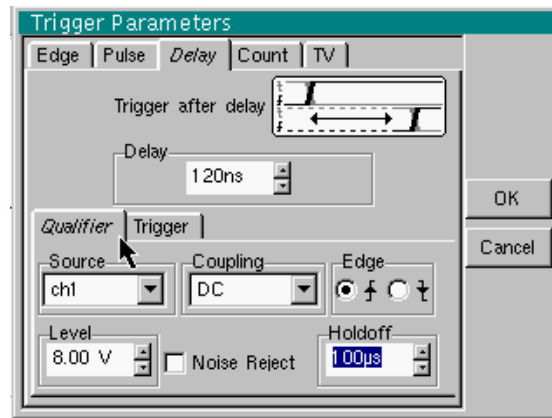 Trigger Parameters
Edge Pulse Delay Count TV
Trigger after delay
Delay
120ns
OK
Qualifier Trigger
Cancel
Source Coupling Edge
ch1 DC
Level Holdoff
8.00 V Noise Reject 100µs